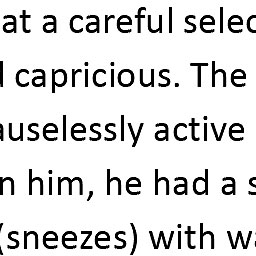 at a careful selec
capricious. The
auselessly active
n him, he had a s
(sneezes) with wa